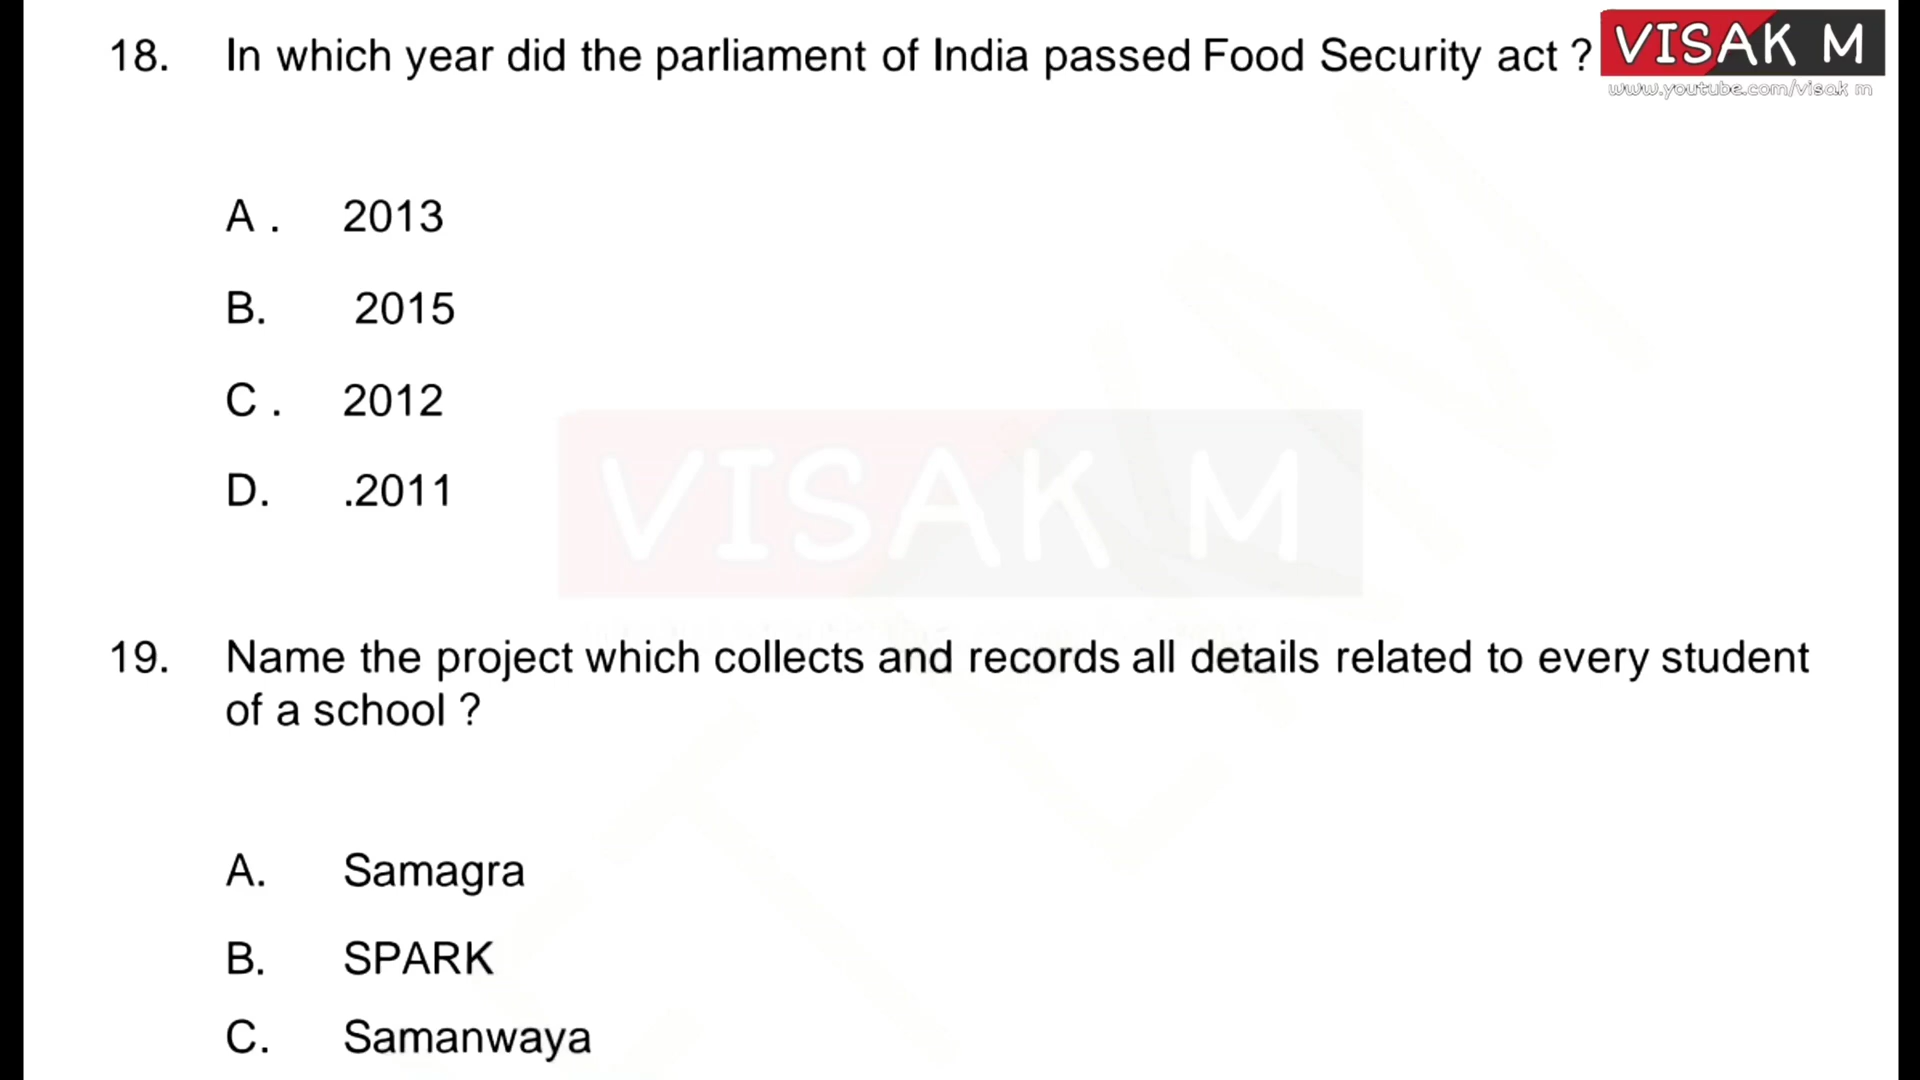 18. In which year did the parliament of India passed Food Security act ?
VISAK M
www.youtube.com/visak m
A . 2013
B. 2015
C . 2012
D. .2011
VISAK M
19. Name the project which collects and records all details related to every student
of a school ?
A. Samagra
B. SPARK
C. Samanwaya